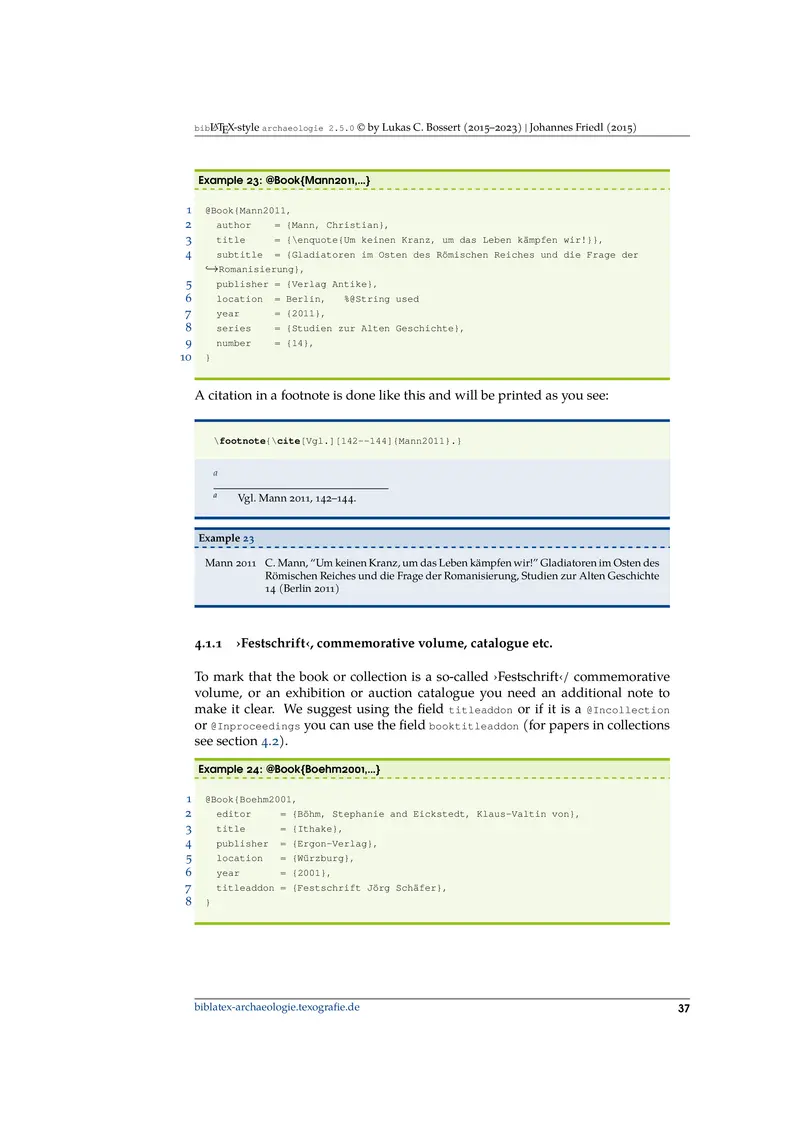 bibLATEX-style archaeologie 2.5.0 © by Lukas C. Bossert (2015–2023) | Johannes Friedl (2015)
Example 23: @Book{Mann2011,...}
1 @Book{Mann2011,
2 author = {Mann, Christian},
3 title = {\enquote{Um keinen Kranz, um das Leben kämpfen wir!}},
4 subtitle = {Gladiatoren im Osten des Römischen Reiches und die Frage der
↪Romanisierung},
5 publisher = {Verlag Antike},
6 location = Berlin, %@String used
7 year = {2011},
8 series = {Studien zur Alten Geschichte},
9 number = {14},
10 }
A citation in a footnote is done like this and will be printed as you see:
\footnote{\cite[Vgl.][142--144]{Mann2011}.}
a
a Vgl. Mann 2011, 142–144.
Example 23
Mann 2011 C. Mann, “Um keinen Kranz, um das Leben kämpfen wir!” Gladiatoren im Osten des
Römischen Reiches und die Frage der Romanisierung, Studien zur Alten Geschichte
14 (Berlin 2011)
4.1.1 ›Festschrift‹, commemorative volume, catalogue etc.
To mark that the book or collection is a so-called ›Festschrift‹/ commemorative
volume, or an exhibition or auction catalogue you need an additional note to
make it clear. We suggest using the field titleaddon or if it is a @Incollection
or @Inproceedings you can use the field booktitleaddon (for papers in collections
see section 4.2).
Example 24: @Book{Boehm2001,...}
1 @Book{Boehm2001,
2 editor = {Böhm, Stephanie and Eickstedt, Klaus-Valtin von},
3 title = {Ithake},
4 publisher = {Ergon-Verlag},
5 location = {Würzburg},
6 year = {2001},
7 titleaddon = {Festschrift Jörg Schäfer},
8 }
biblatex-archaeologie.texografie.de 37